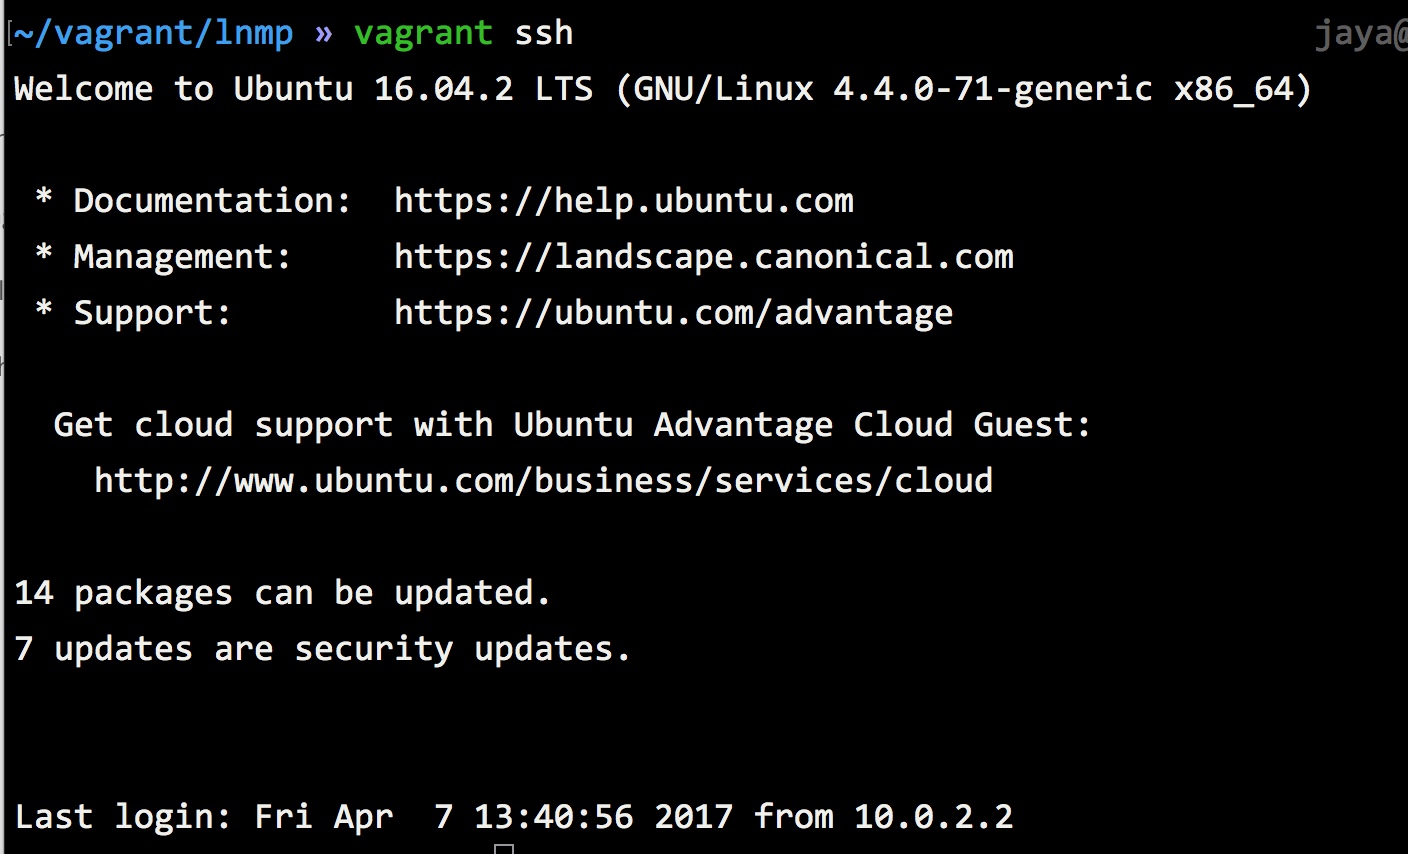 ~/vagrant/lnmp » vagrant ssh jaya@
Welcome to Ubuntu 16.04.2 LTS (GNU/Linux 4.4.0-71-generic x86_64)
* Documentation:  https://help.ubuntu.com
* Management:     https://landscape.canonical.com
* Support:        https://ubuntu.com/advantage
Get cloud support with Ubuntu Advantage Cloud Guest:
http://www.ubuntu.com/business/services/cloud
14 packages can be updated.
7 updates are security updates.
Last login: Fri Apr  7 13:40:56 2017 from 10.0.2.2